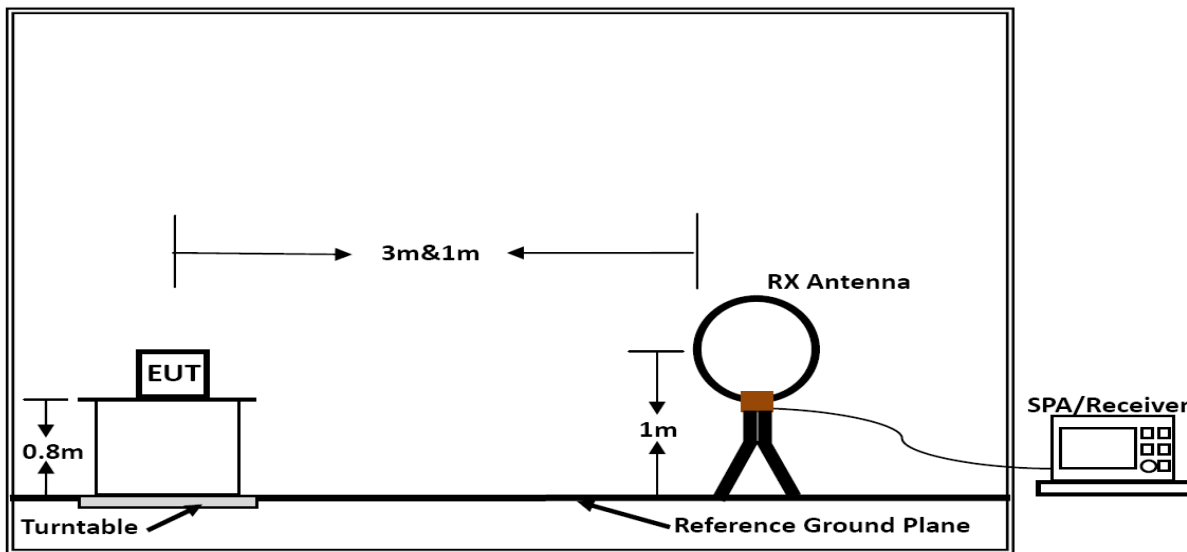 3m&1m
RX Antenna
EUT
0.8m
1m
SPA/Receiver
Turntable
Reference Ground Plane